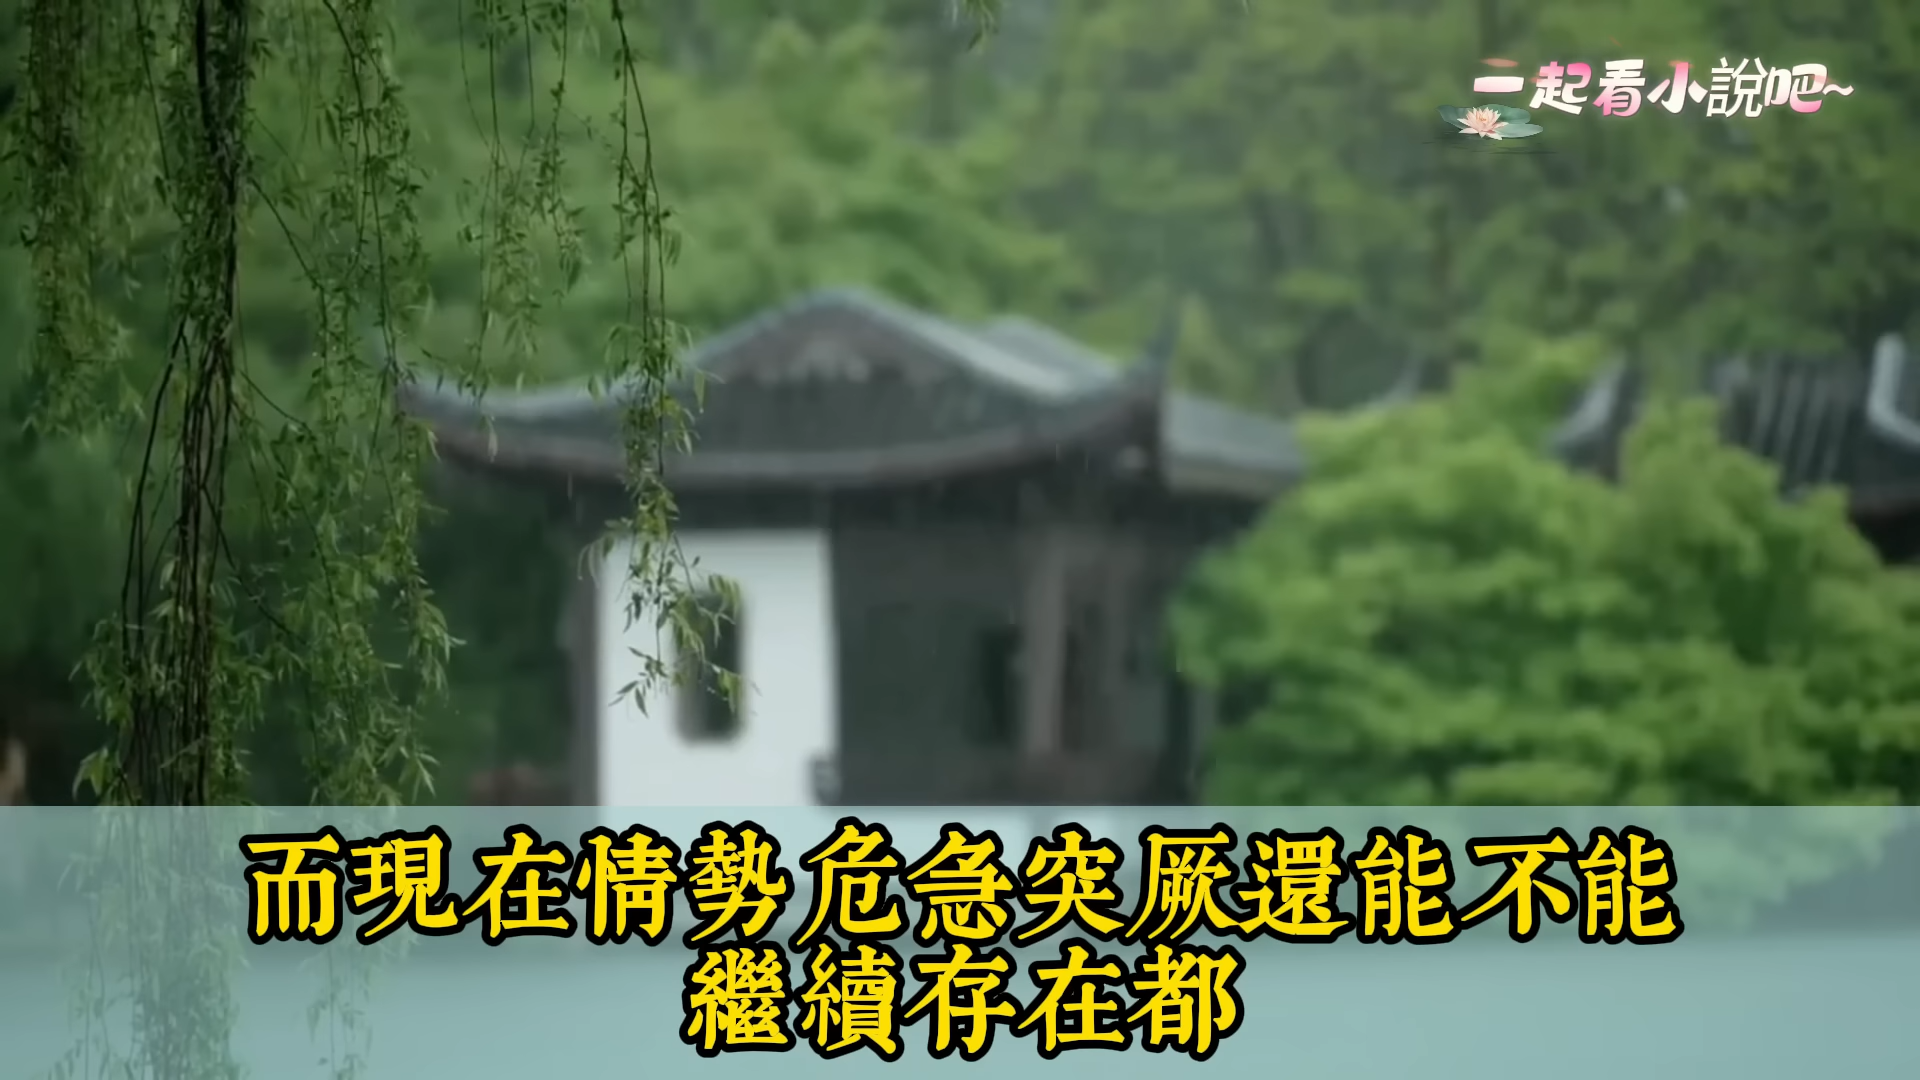 一起看小說吧~
而現在情勢危急突厥還能不能
繼續存在都